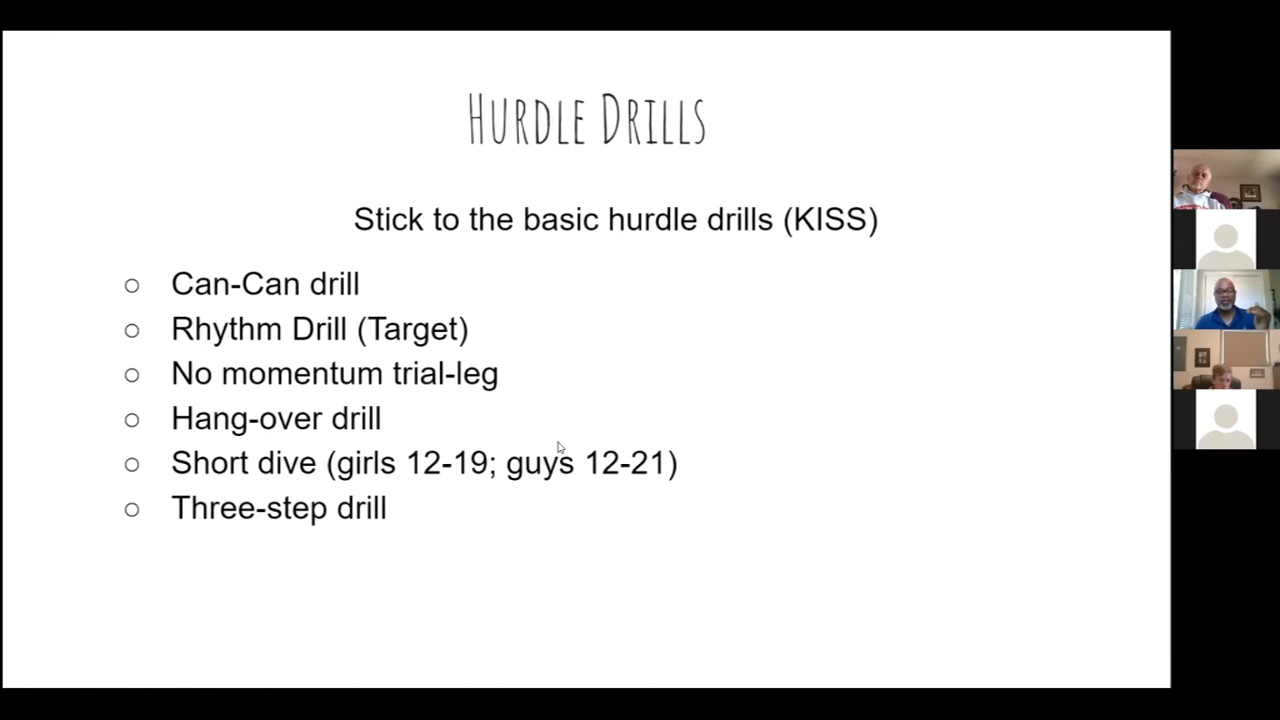 HURDLE DRILLS
Stick to the basic hurdle drills (KISS)
○ Can-Can drill
○ Rhythm Drill (Target)
○ No momentum trial-leg
○ Hang-over drill
○ Short dive (girls 12-19; guys 12-21)
○ Three-step drill